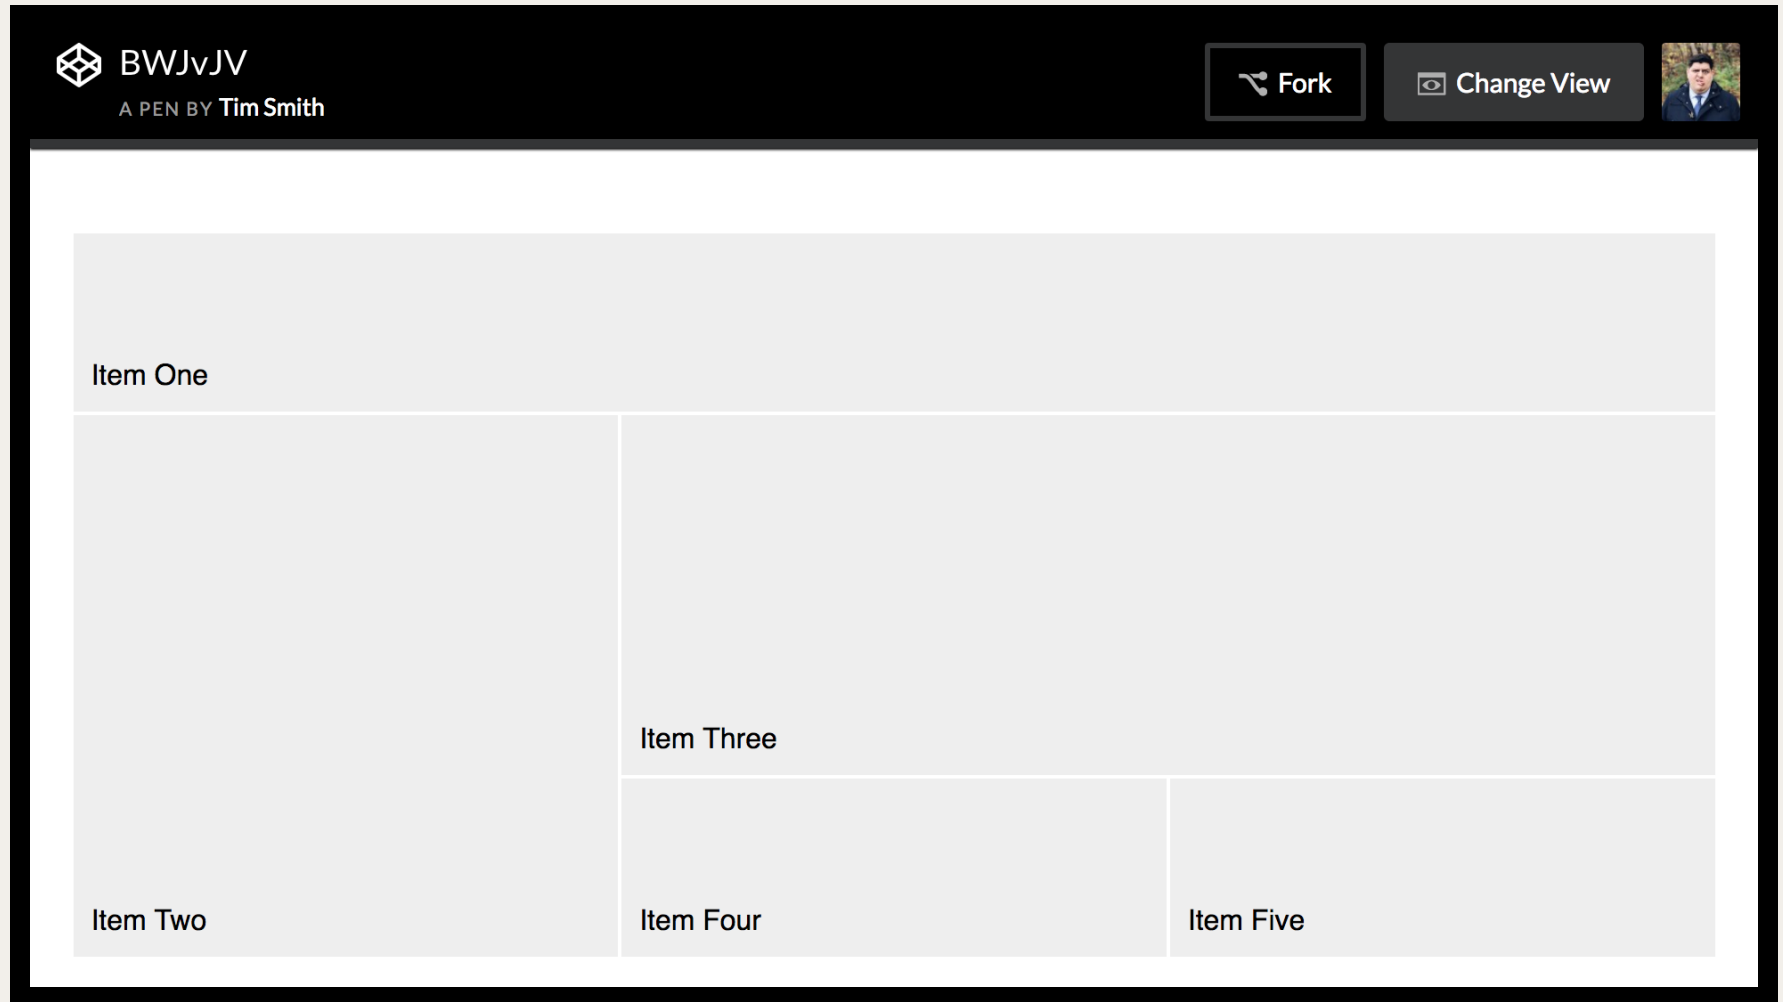 BWJvJV
A PEN BY Tim Smith
Fork
Change View
Item One
Item Three
Item Two
Item Four
Item Five